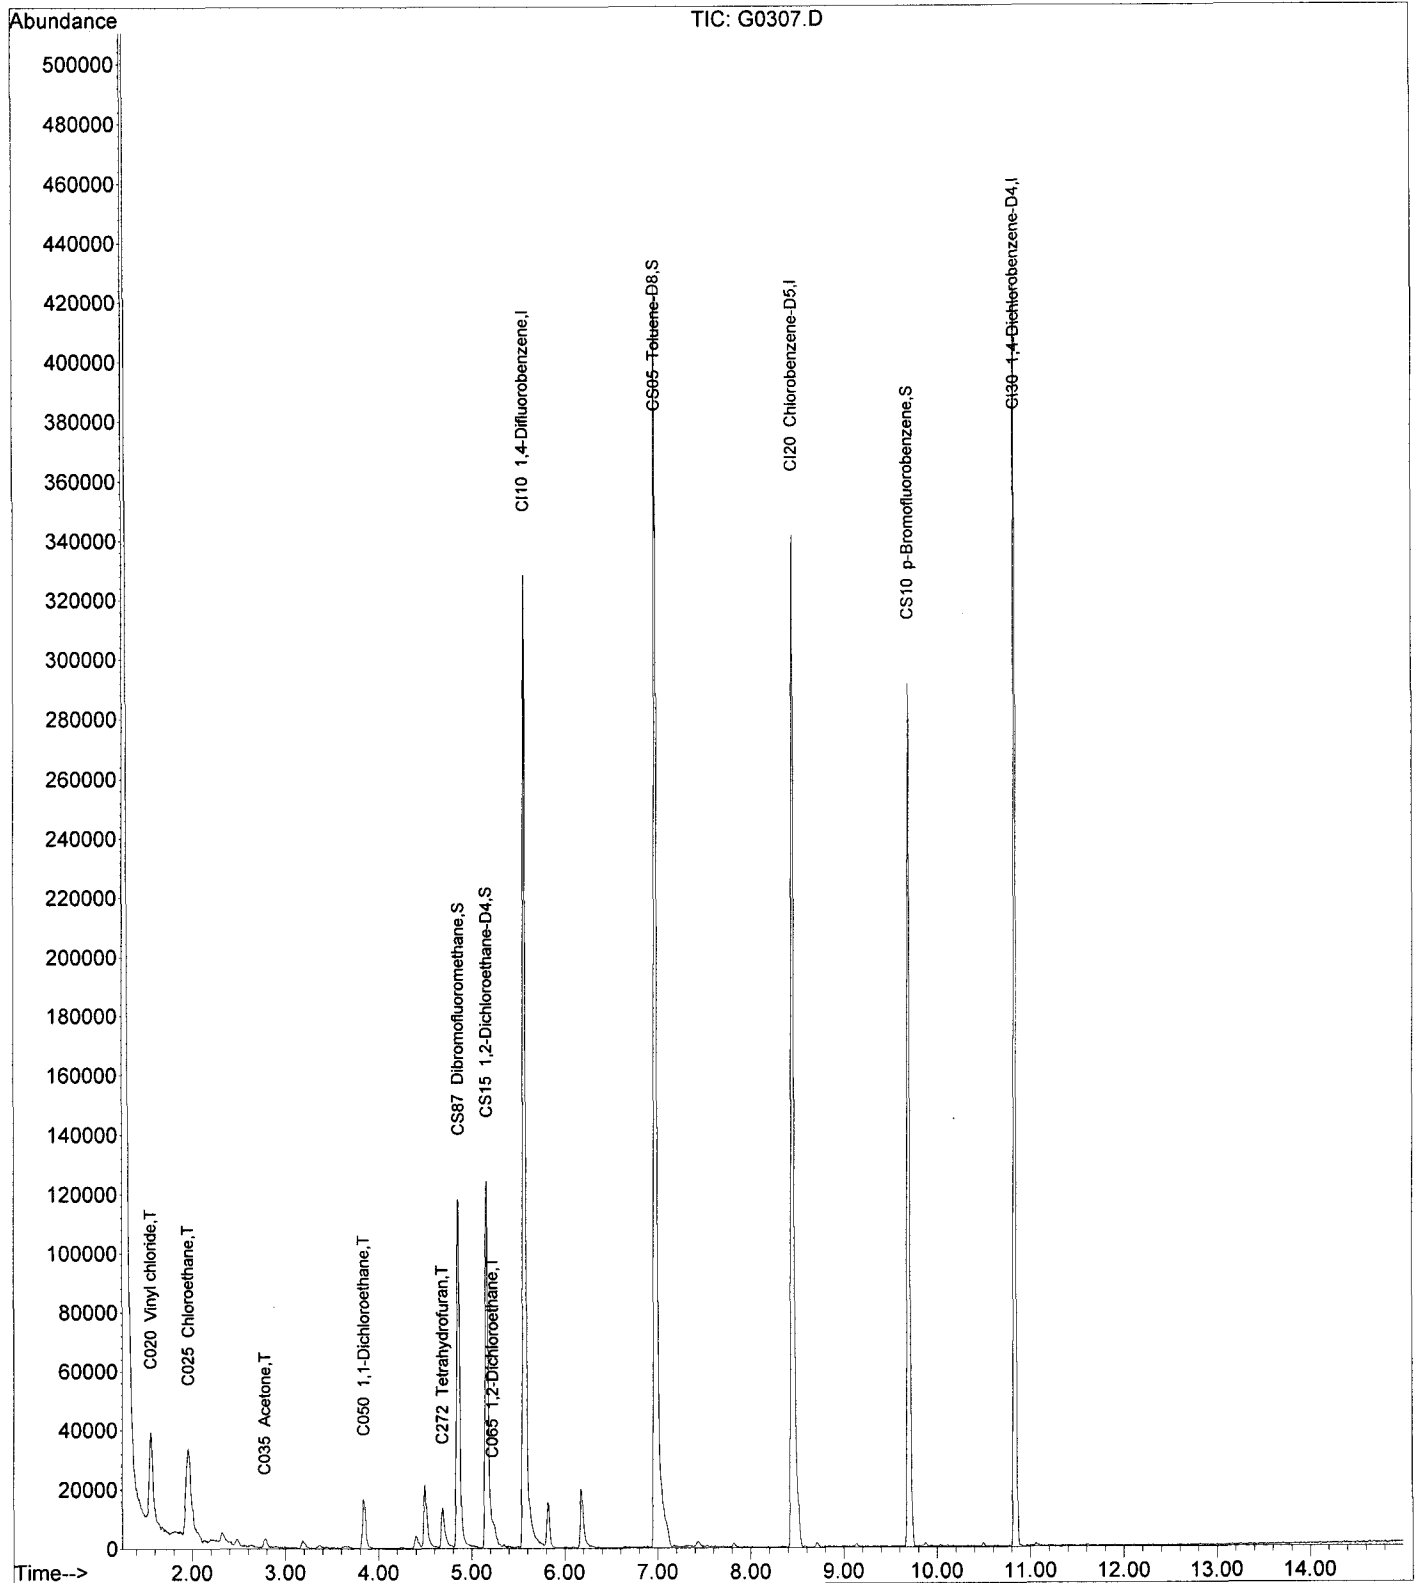 Abundance
TIC: G0307.D
500000
480000
460000
440000
420000
400000
380000
360000
340000
320000
300000
280000
260000
240000
220000
200000
180000
160000
140000
120000
100000
80000
60000
40000
20000
0
C020 Vinyl chloride,T
C025 Chloroethane,T
C035 Acetone,T
C050 1,1-Dichloroethane,T
C272 Tetrahydrofuran,T
CS87 Dibromofluoromethane,S
CS15 1,2-Dichloroethane-D4,S
C065 1,2-Dichloroethane,T
CI10 1,4-Difluorobenzene,I
CS05 Toluene-D8,S
CI20 Chlorobenzene-D5,I
CS10 p-Bromofluorobenzene,S
CI30 1,4-Dichlorobenzene-D4,I
Time--> 2.00 3.00 4.00 5.00 6.00 7.00 8.00 9.00 10.00 11.00 12.00 13.00 14.00